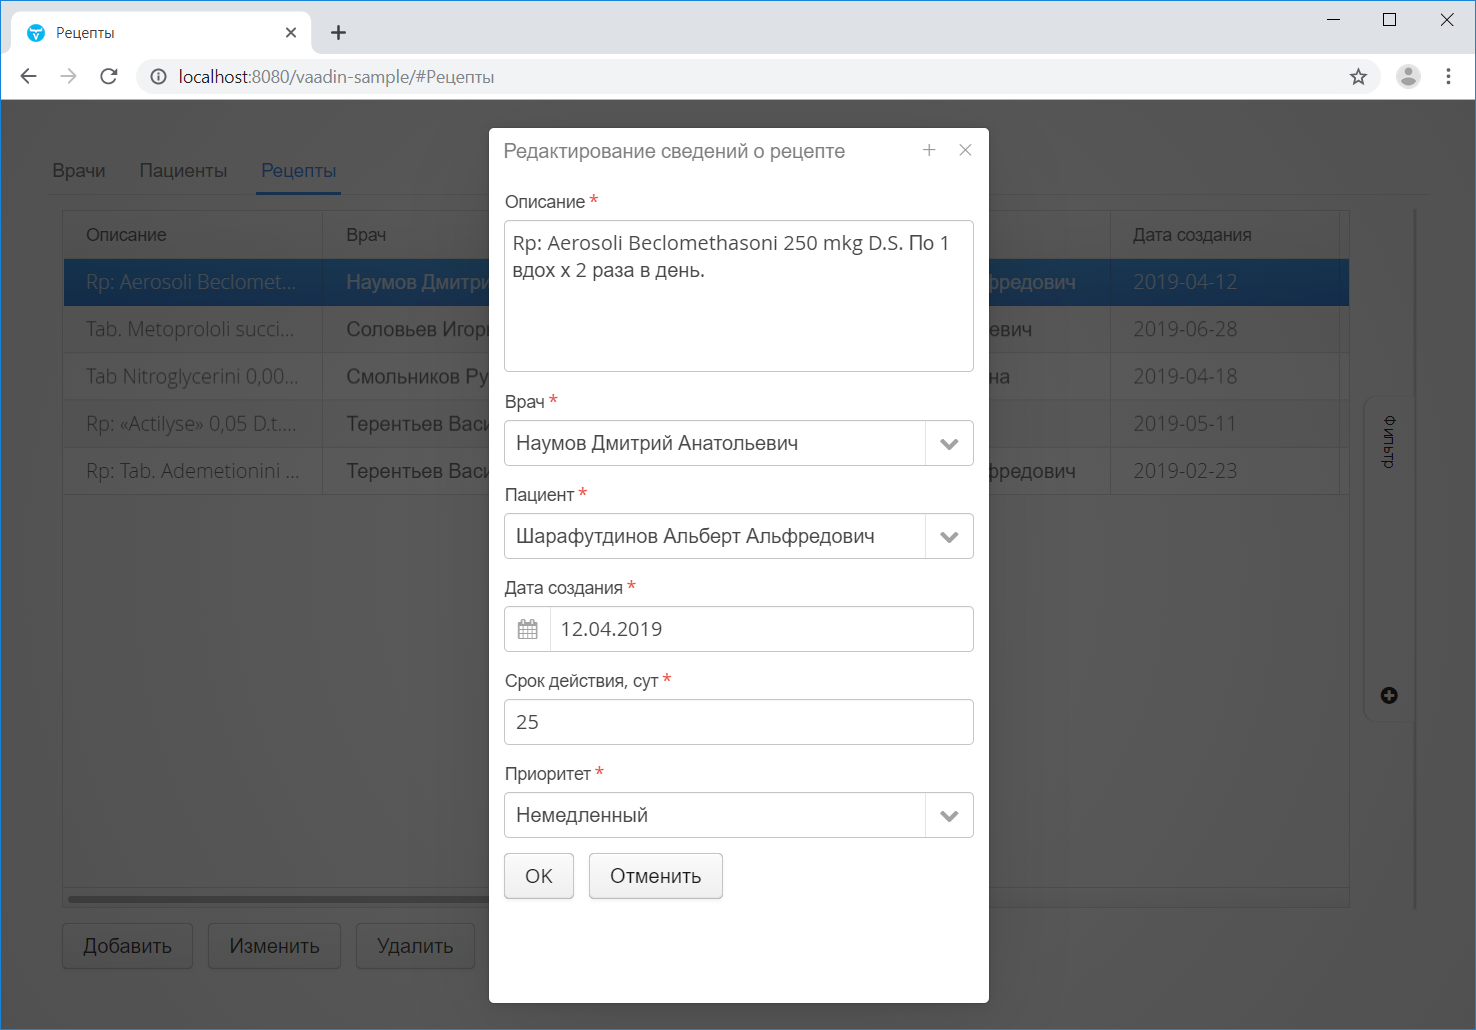 Рецепты
localhost:8080/vaadin-sample/#Рецепты
Врачи Пациенты Рецепты
Описание Врач Дата создания
Rp: Aerosoli Beclomet... Наумов Дмитри фредович 2019-04-12
Tab. Metoprololi succi... Соловьев Игор евич 2019-06-28
Tab Nitroglycerini 0,00... Смольников Ру на 2019-04-18
Rp: «Actilyse» 0,05 D.t.... Терентьев Васи 2019-05-11
Rp: Tab. Ademetionini ... Терентьев Васи фредович 2019-02-23
Фильтр
Добавить Изменить Удалить
Редактирование сведений о рецепте
Описание *
Rp: Aerosoli Beclomethasoni 250 mkg D.S. По 1
вдох х 2 раза в день.
Врач *
Наумов Дмитрий Анатольевич
Пациент *
Шарафутдинов Альберт Альфредович
Дата создания *
12.04.2019
Срок действия, сут *
25
Приоритет *
Немедленный
OK Отменить